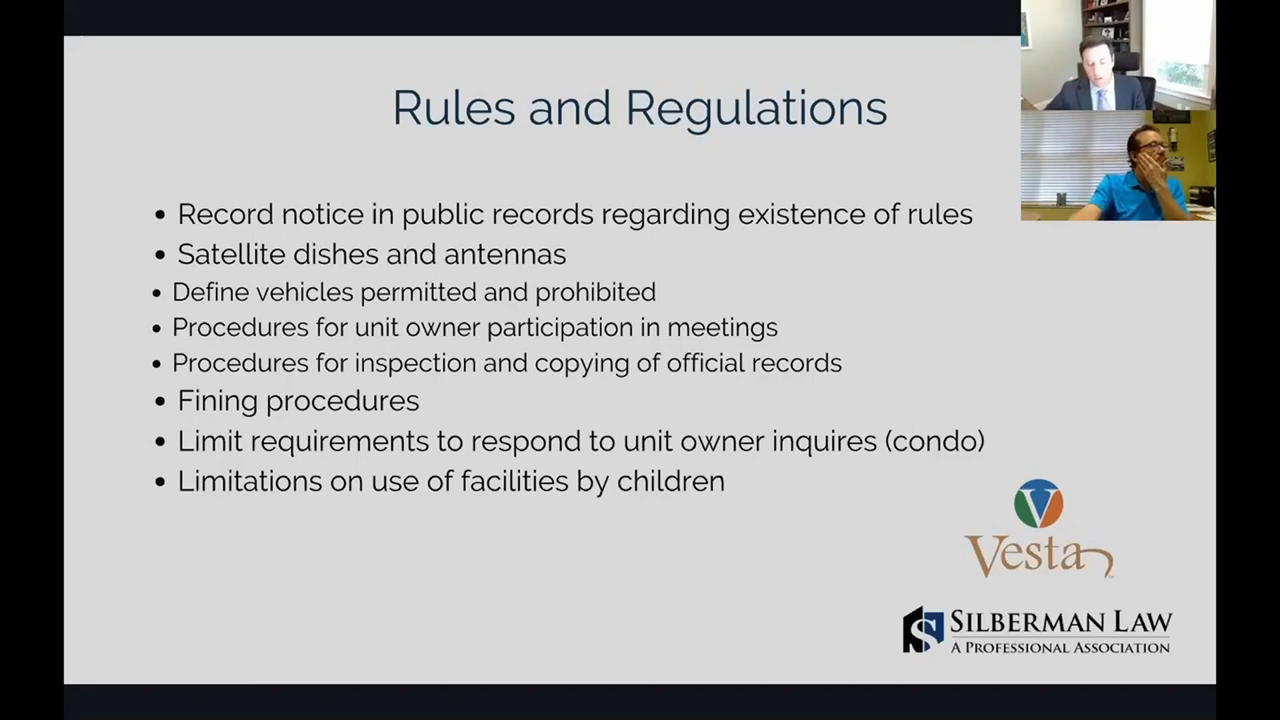 Rules and Regulations
• Record notice in public records regarding existence of rules
• Satellite dishes and antennas
• Define vehicles permitted and prohibited
• Procedures for unit owner participation in meetings
• Procedures for inspection and copying of official records
• Fining procedures
• Limit requirements to respond to unit owner inquires (condo)
• Limitations on use of facilities by children
V
Vesta
S
SILBERMAN LAW
A PROFESSIONAL ASSOCIATION